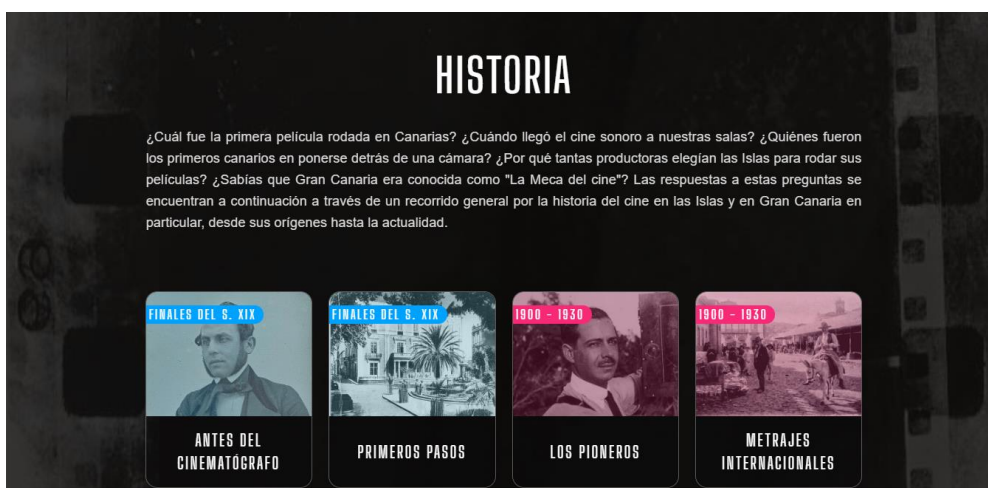 HISTORIA
¿Cuál fue la primera película rodada en Canarias? ¿Cuándo llegó el cine sonoro a nuestras salas? ¿Quiénes fueron
los primeros canarios en ponerse detrás de una cámara? ¿Por qué tantas productoras elegían las Islas para rodar sus
películas? ¿Sabías que Gran Canaria era conocida como "La Meca del cine"? Las respuestas a estas preguntas se
encuentran a continuación a través de un recorrido general por la historia del cine en las Islas y en Gran Canaria en
particular, desde sus orígenes hasta la actualidad.
FINALES DEL S. XIX
ANTES DEL
CINEMATÓGRAFO
FINALES DEL S. XIX
PRIMEROS PASOS
1900 - 1930
LOS PIONEROS
1900 - 1930
METRAJES
INTERNACIONALES